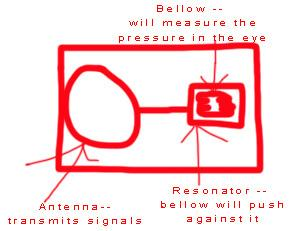 Bellow --
will measure the
pressure in the eye
Resonator --
bellow will push
against it
Antenna--
transmits signals